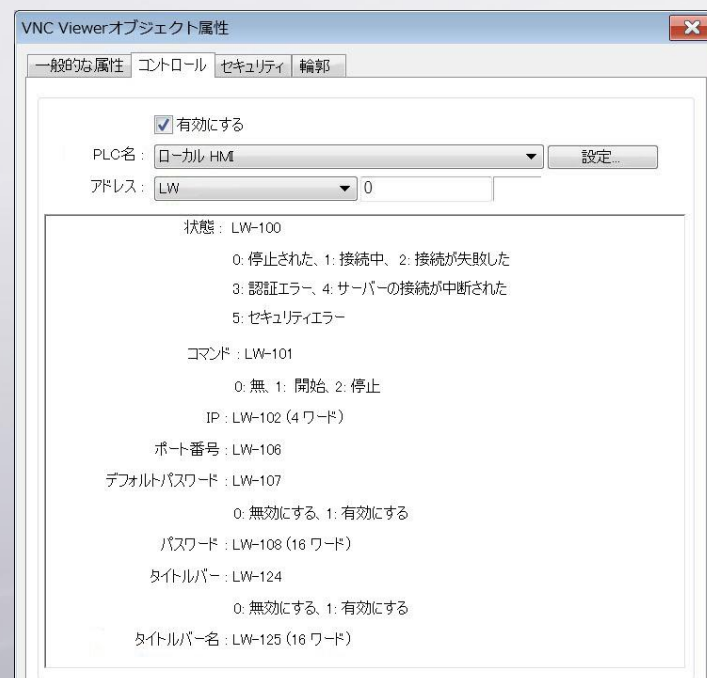 VNC Viewerオブジェクト属性
一般的な属性 コントロール セキュリティ 輪郭
有効にする
PLC名 : ローカル HMI 設定...
アドレス : LW 0
状態 : LW-100
0: 停止された、1: 接続中、2: 接続が失敗した
3: 認証エラー、4: サーバーの接続が中断された
5: セキュリティエラー
コマンド : LW-101
0: 無、1: 開始、2: 停止
IP : LW-102 (4 ワード)
ポート番号 : LW-106
デフォルトパスワード : LW-107
0: 無効にする、1: 有効にする
パスワード : LW-108 (16 ワード)
タイトルバー : LW-124
0: 無効にする、1: 有効にする
タイトルバー名 : LW-125 (16 ワード)